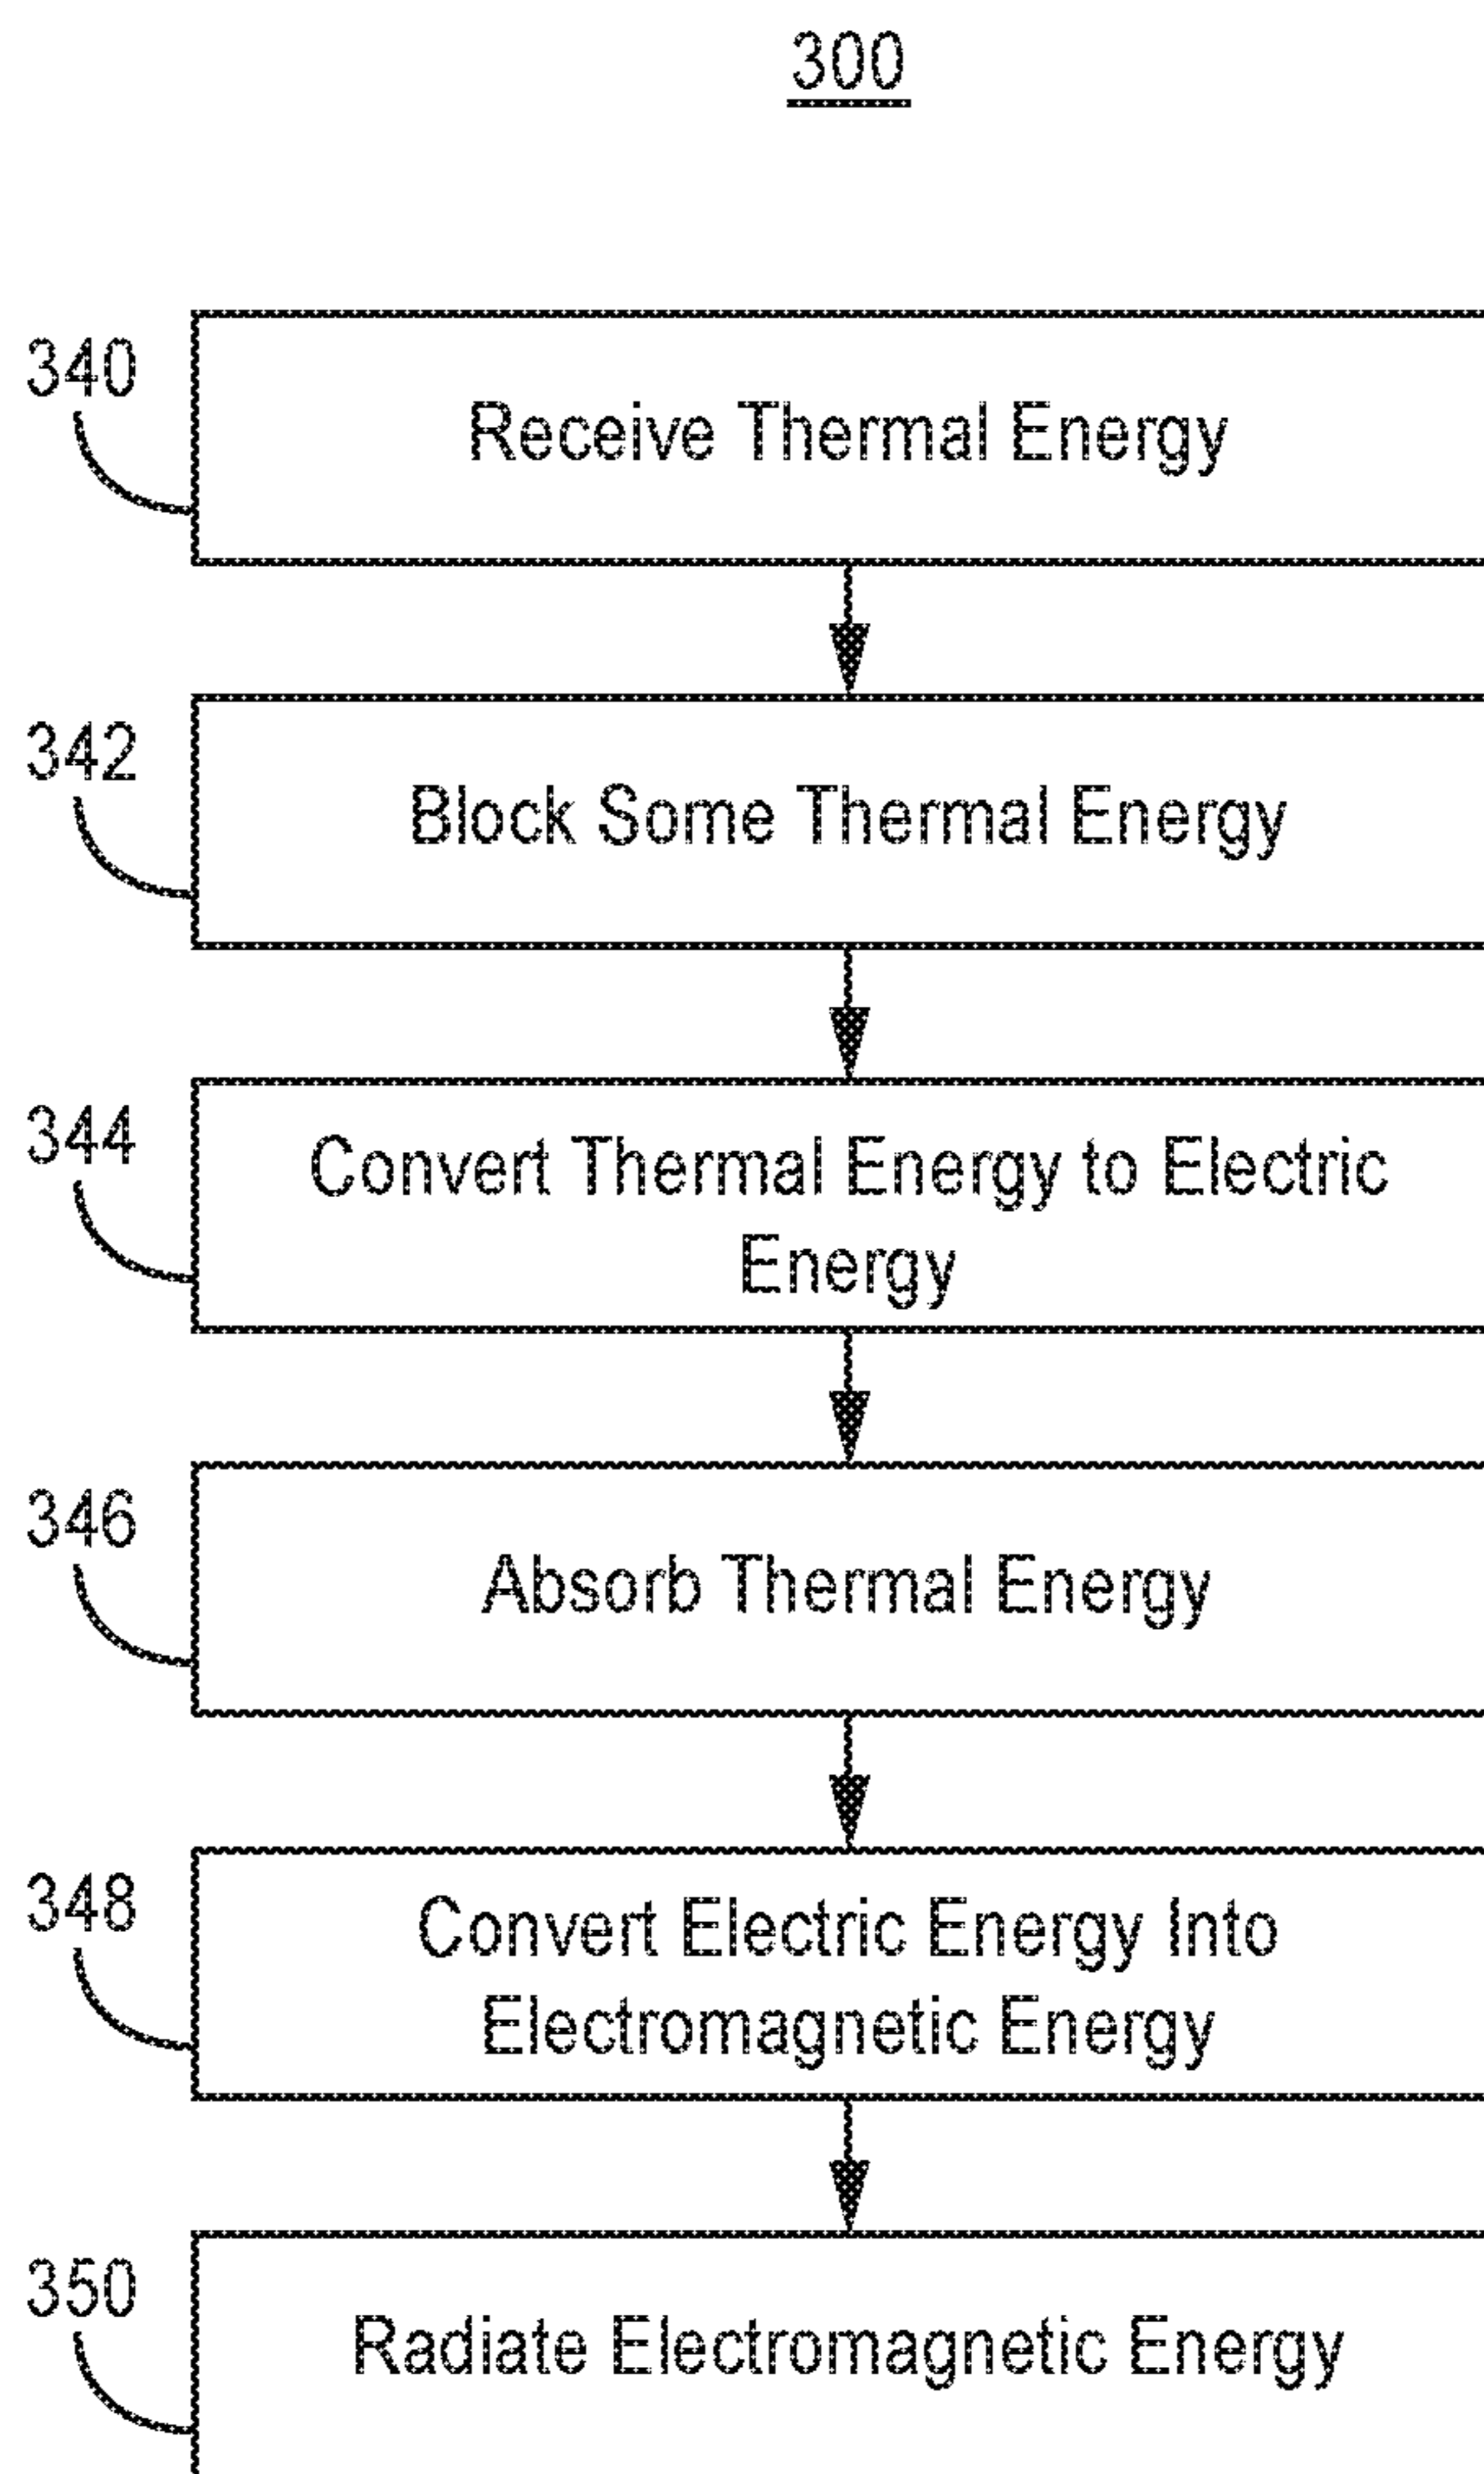 300
340
Receive Thermal Energy
342
Block Some Thermal Energy
344
Convert Thermal Energy to Electric
Energy
346
Absorb Thermal Energy
348
Convert Electric Energy Into
Electromagnetic Energy
350
Radiate Electromagnetic Energy